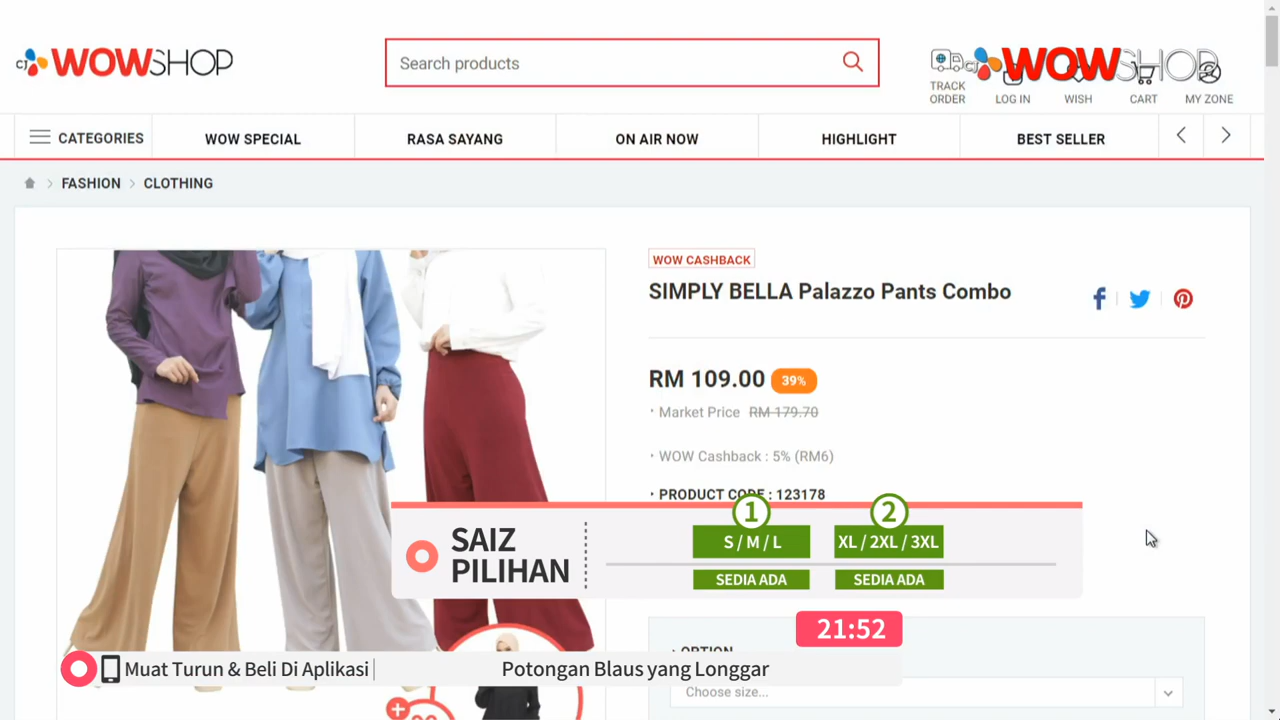 CJ WOWSHOP
Search products
CJ WOWSHOP
TRACK
ORDER
LOG IN
WISH
CART
MY ZONE
CATEGORIES
WOW SPECIAL
RASA SAYANG
ON AIR NOW
HIGHLIGHT
BEST SELLER
FASHION > CLOTHING
WOW CASHBACK
SIMPLY BELLA Palazzo Pants Combo
RM 109.00 39%
· Market Price RM 179.70
· WOW Cashback : 5% (RM6)
· PRODUCT CODE : 123178
1
2
SAIZ
PILIHAN
S / M / L
XL / 2XL / 3XL
SEDIA ADA
SEDIA ADA
21:52
OPTION
Muat Turun & Beli Di Aplikasi
Potongan Blaus yang Longgar
Choose size...